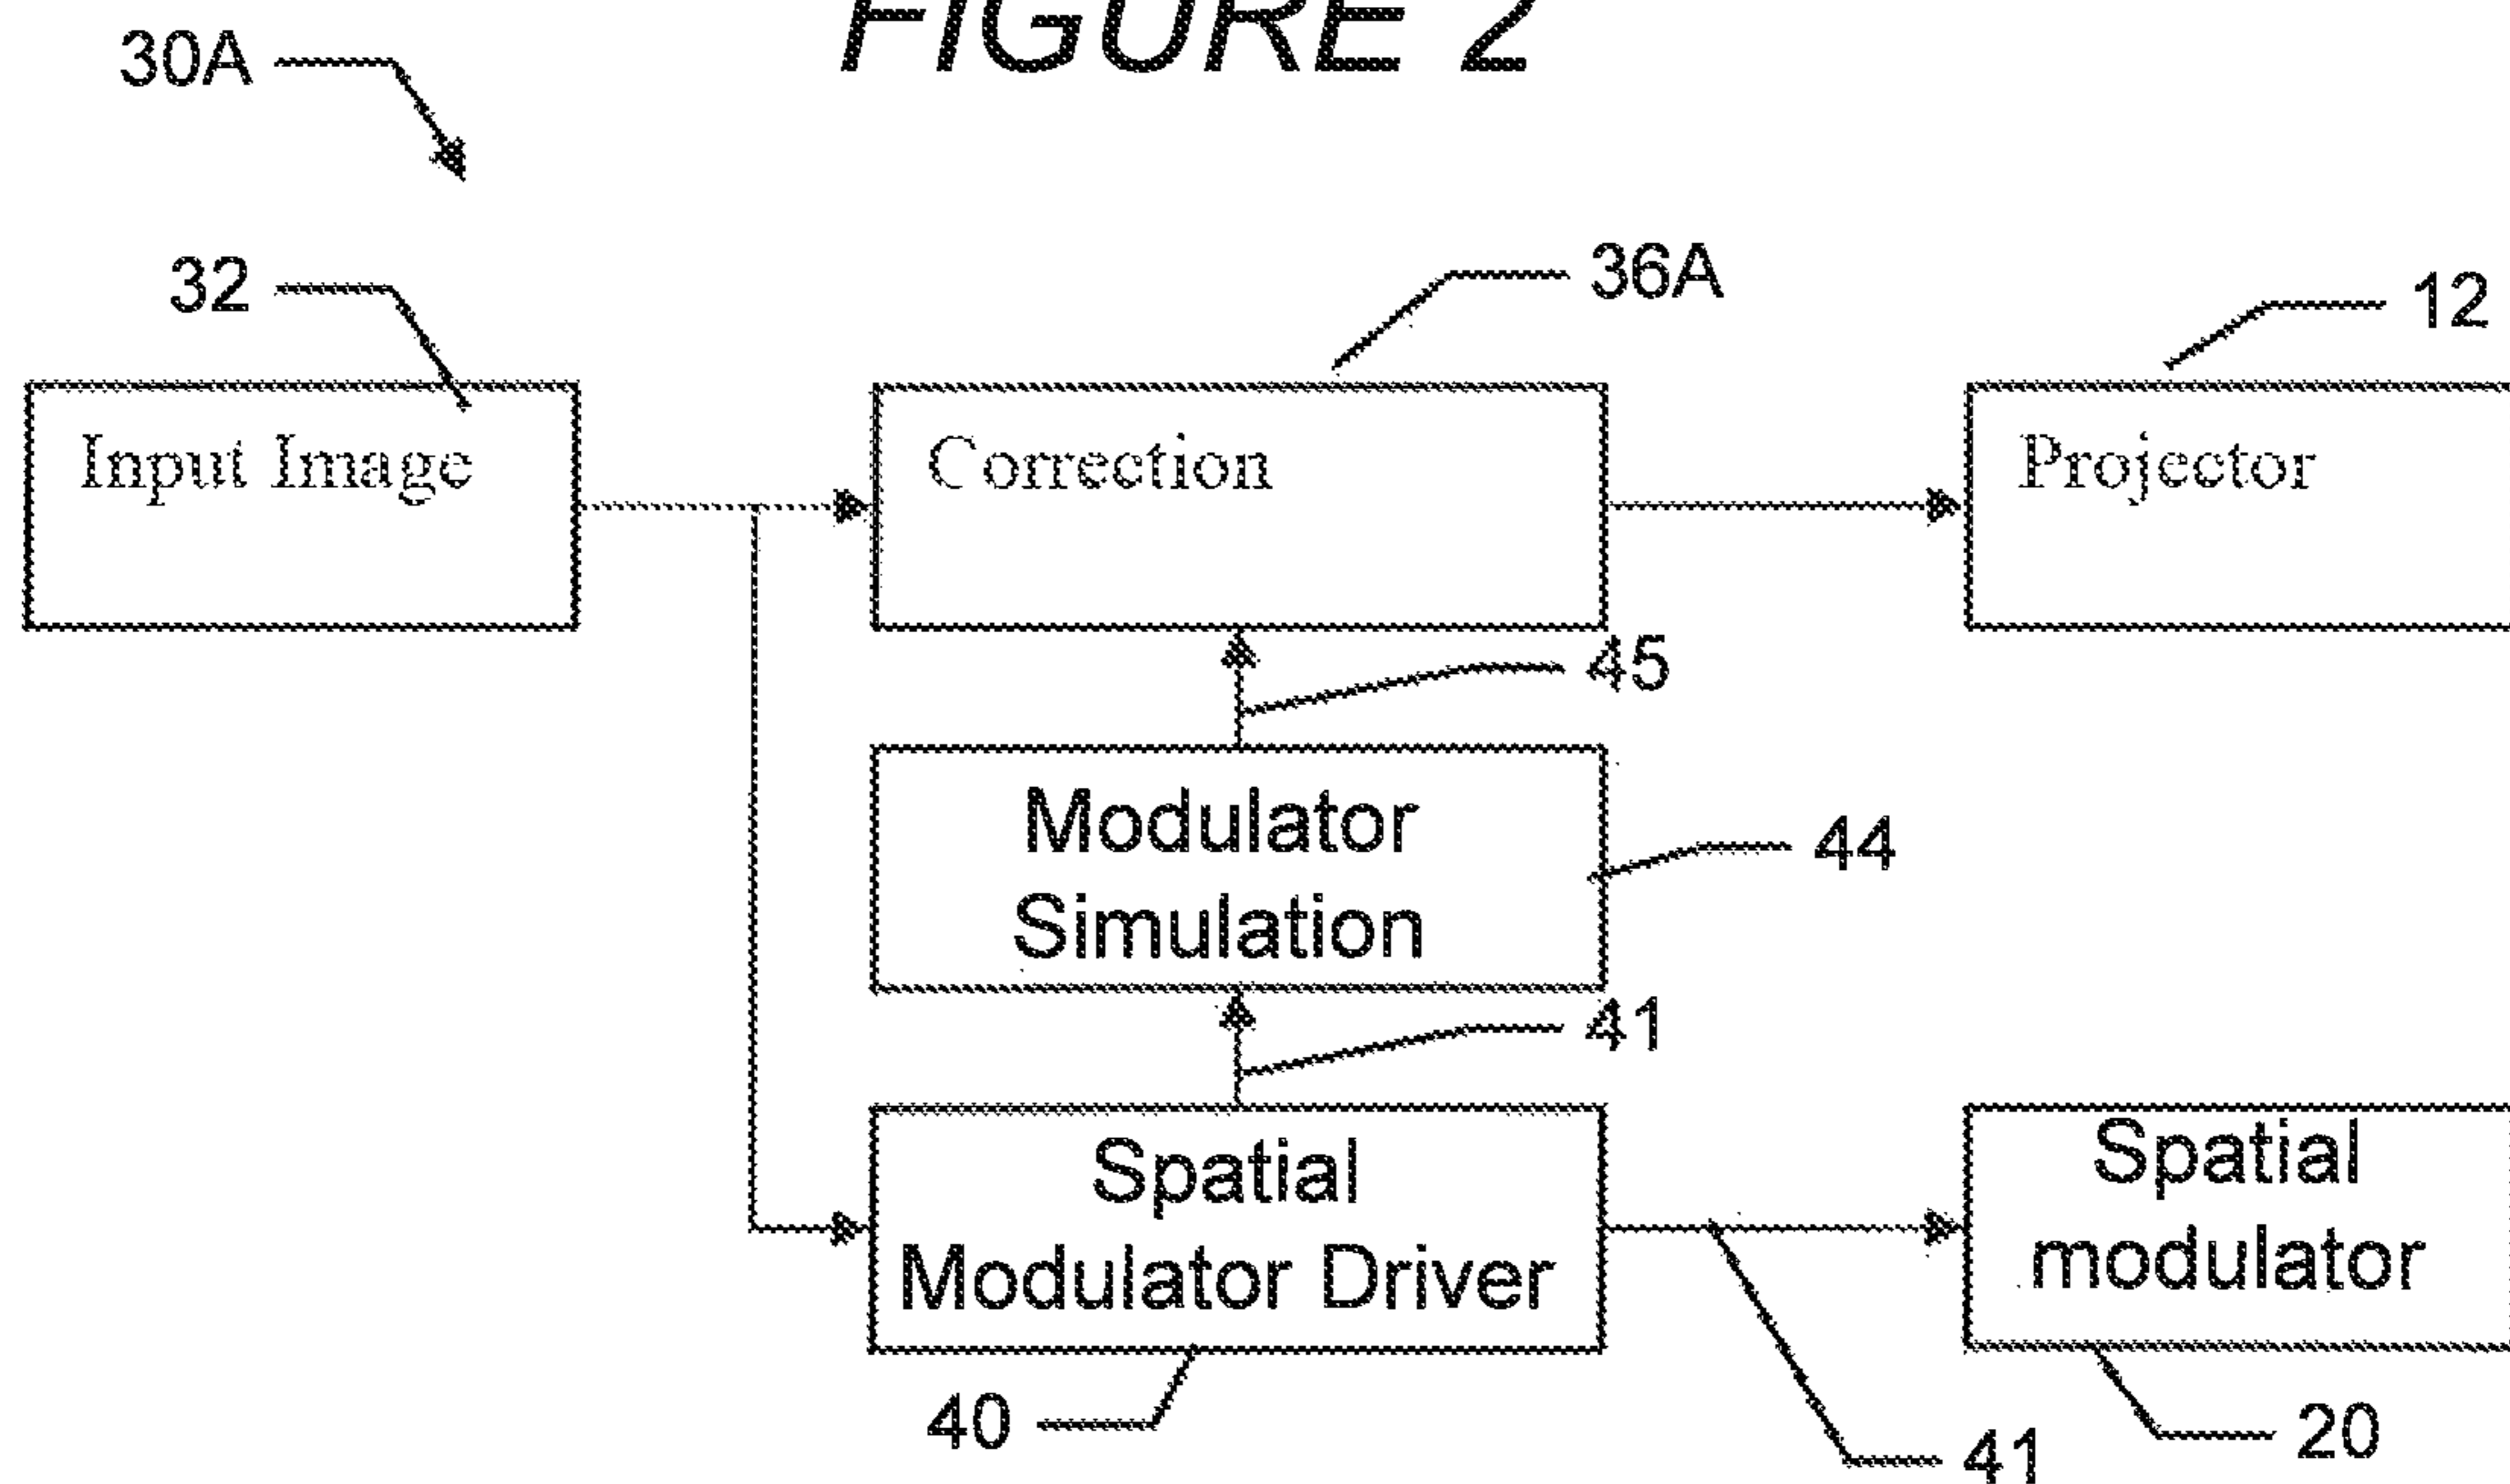 FIGURE 2
30A
32
36A
12
Input Image
Correction
Projector
45
Modulator
Simulation
44
41
Spatial
Modulator Driver
Spatial
modulator
40
20
41